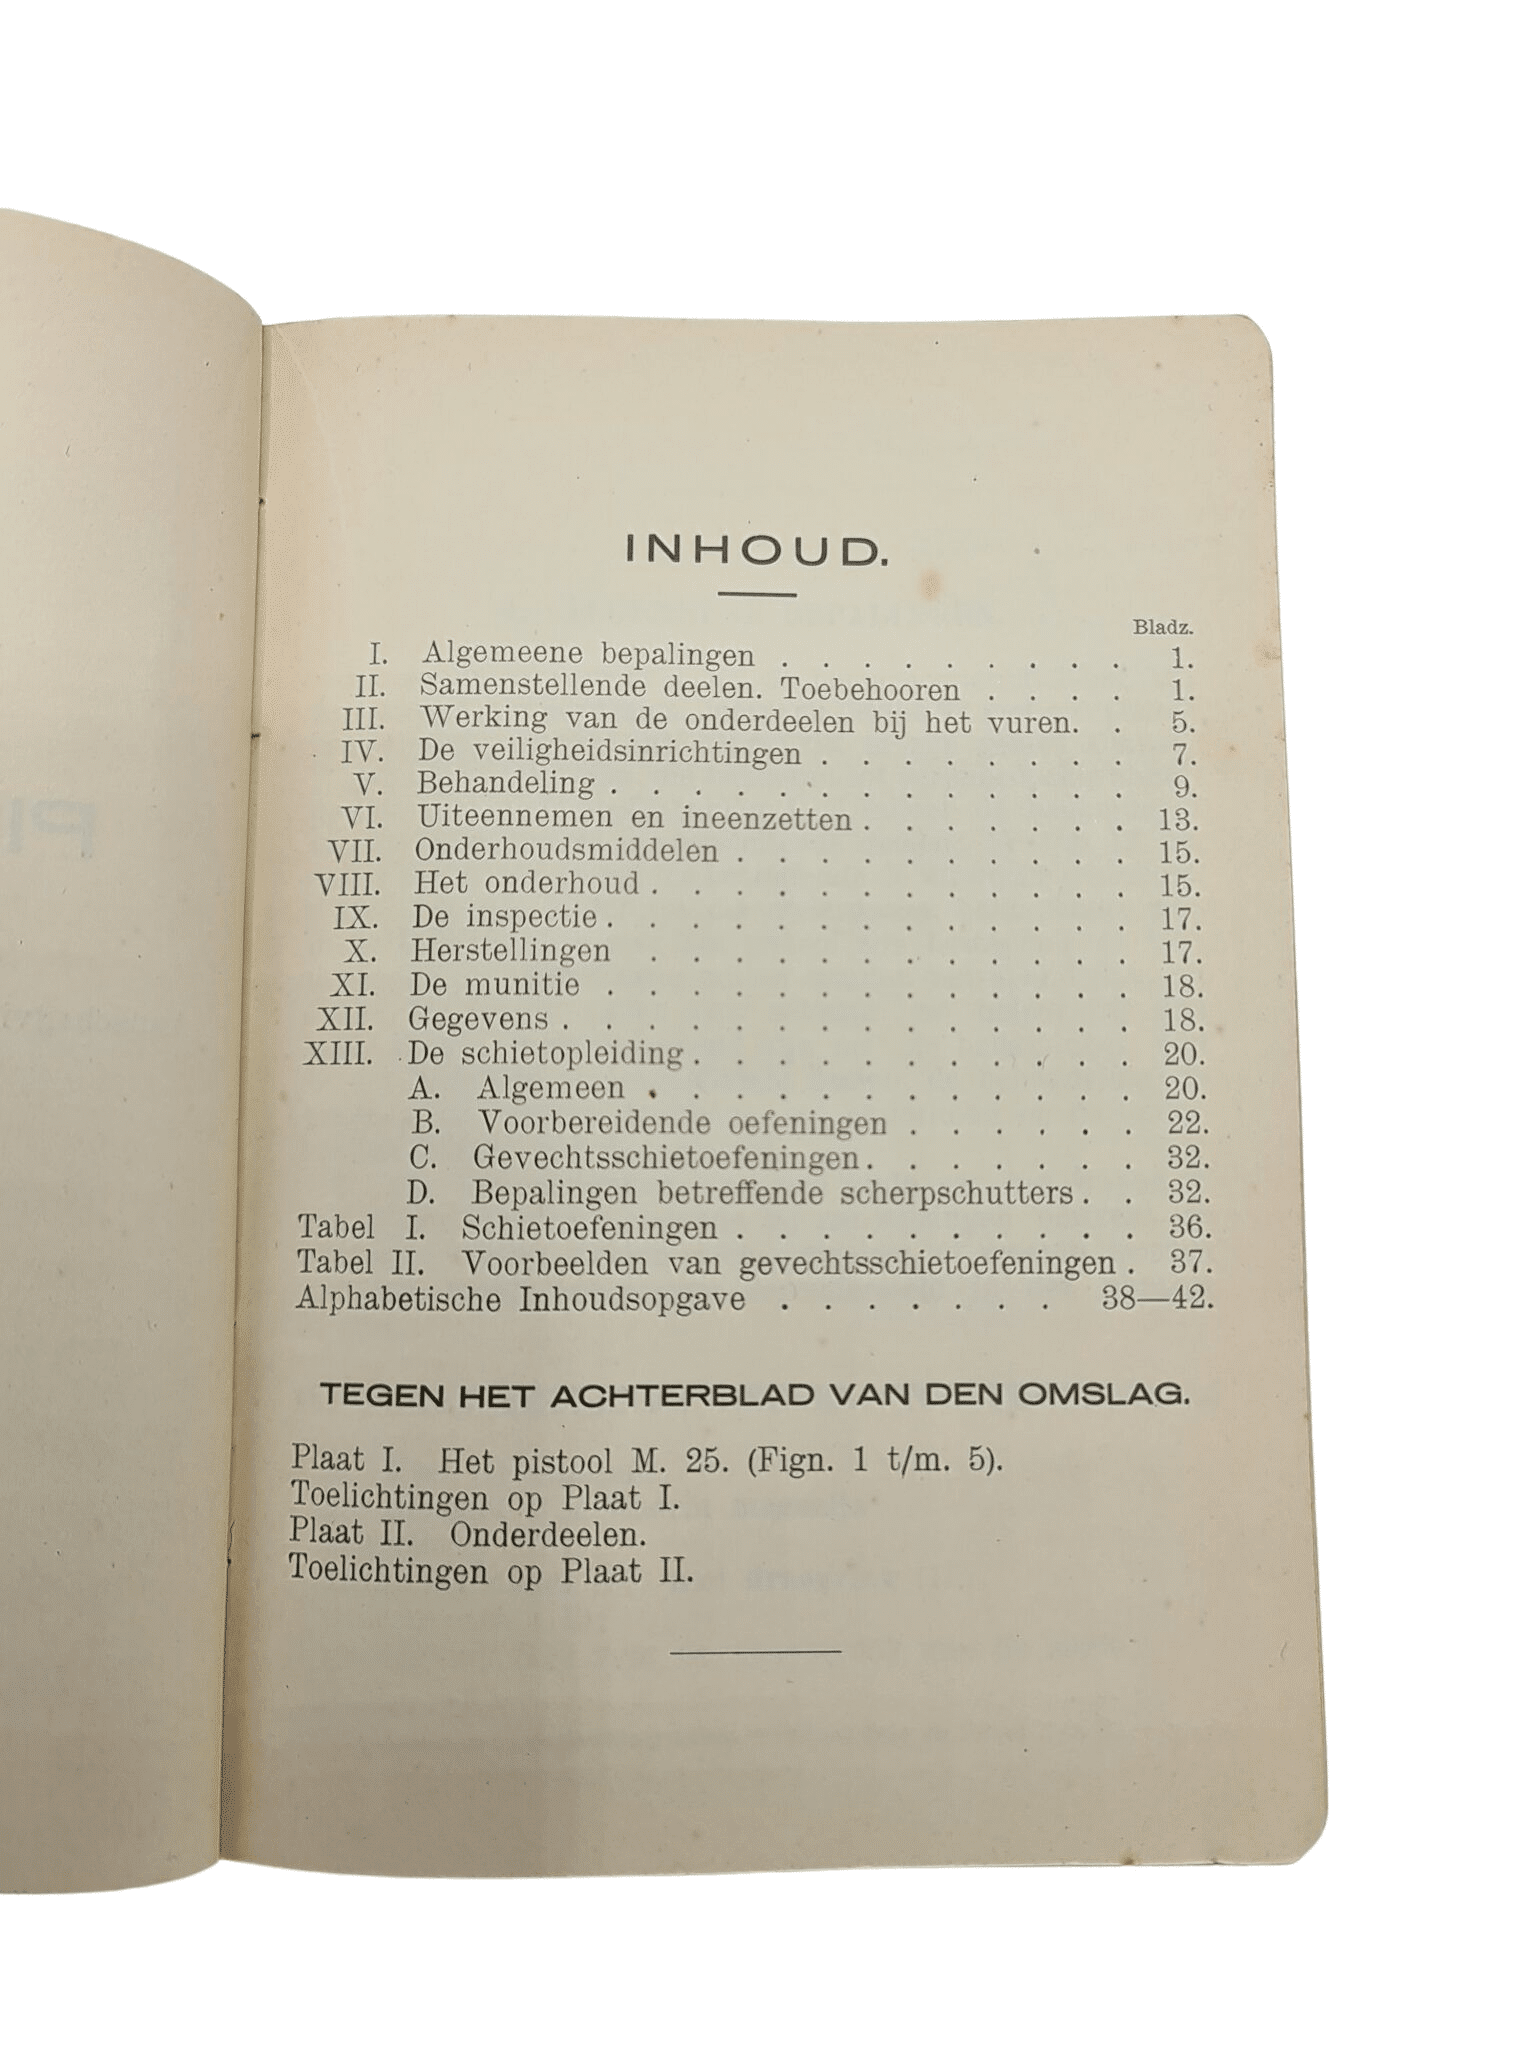 INHOUD.
Bladz.
I. Algemeene bepalingen . . . . . . . . . 1.
II. Samenstellende deelen. Toebehooren . . . . 1.
III. Werking van de onderdeelen bij het vuren. . 5.
IV. De veiligheidsinrichtingen . . . . . . . . 7.
V. Behandeling . . . . . . . . . . . . . 9.
VI. Uiteennemen en ineenzetten . . . . . . . 13.
VII. Onderhoudsmiddelen . . . . . . . . . . 15.
VIII. Het onderhoud . . . . . . . . . . . . 15.
IX. De inspectie . . . . . . . . . . . . . 17.
X. Herstellingen . . . . . . . . . . . . 17.
XI. De munitie . . . . . . . . . . . . . 18.
XII. Gegevens . . . . . . . . . . . . . . 18.
XIII. De schietopleiding . . . . . . . . . . . 20.
A. Algemeen . . . . . . . . . . . . 20.
B. Voorbereidende oefeningen . . . . . . 22.
C. Gevechtsschietoefeningen . . . . . . . 32.
D. Bepalingen betreffende scherpschutters . . 32.
Tabel I. Schietoefeningen . . . . . . . . . . 36.
Tabel II. Voorbeelden van gevechtsschietoefeningen . 37.
Alphabetische Inhoudsopgave . . . . . . . 38—42.
TEGEN HET ACHTERBLAD VAN DEN OMSLAG.
Plaat I. Het pistool M. 25. (Fign. 1 t/m. 5).
Toelichtingen op Plaat I.
Plaat II. Onderdeelen.
Toelichtingen op Plaat II.